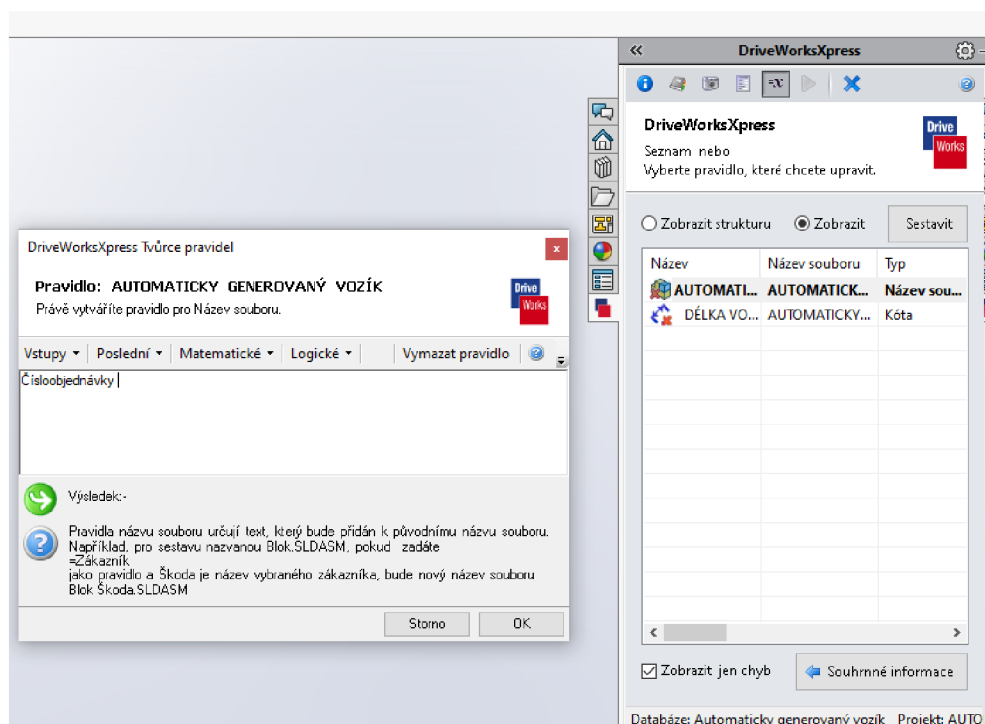 DriveWorksXpress
DriveWorksXpress
Seznam nebo
Vyberte pravidlo, které chcete upravit.
Drive
Works
Zobrazit strukturu
Zobrazit
Sestavit
Název
Název souboru
Typ
AUTOMATI...
AUTOMATICK...
Název sou...
DÉLKA VO...
AUTOMATICKY...
Kóta
Zobrazit jen chyb
Souhrnné informace
Databáze: Automaticky generovaný vozík Projekt: AUTO
DriveWorksXpress Tvůrce pravidel
Pravidlo: AUTOMATICKY GENEROVANÝ VOZÍK
Právě vytváříte pravidlo pro Název souboru.
Drive
Works
Vstupy
Poslední
Matematické
Logické
Vymazat pravidlo
Čísloobjednávky
Výsledek:-
Pravidla názvu souboru určují text, který bude přidán k původnímu názvu souboru.
Například, pro sestavu nazvanou Blok.SLDASM, pokud zadáte
=Zákazník
jako pravidlo a Škoda je název vybraného zákazníka, bude nový název souboru
Blok Škoda.SLDASM
Storno
OK